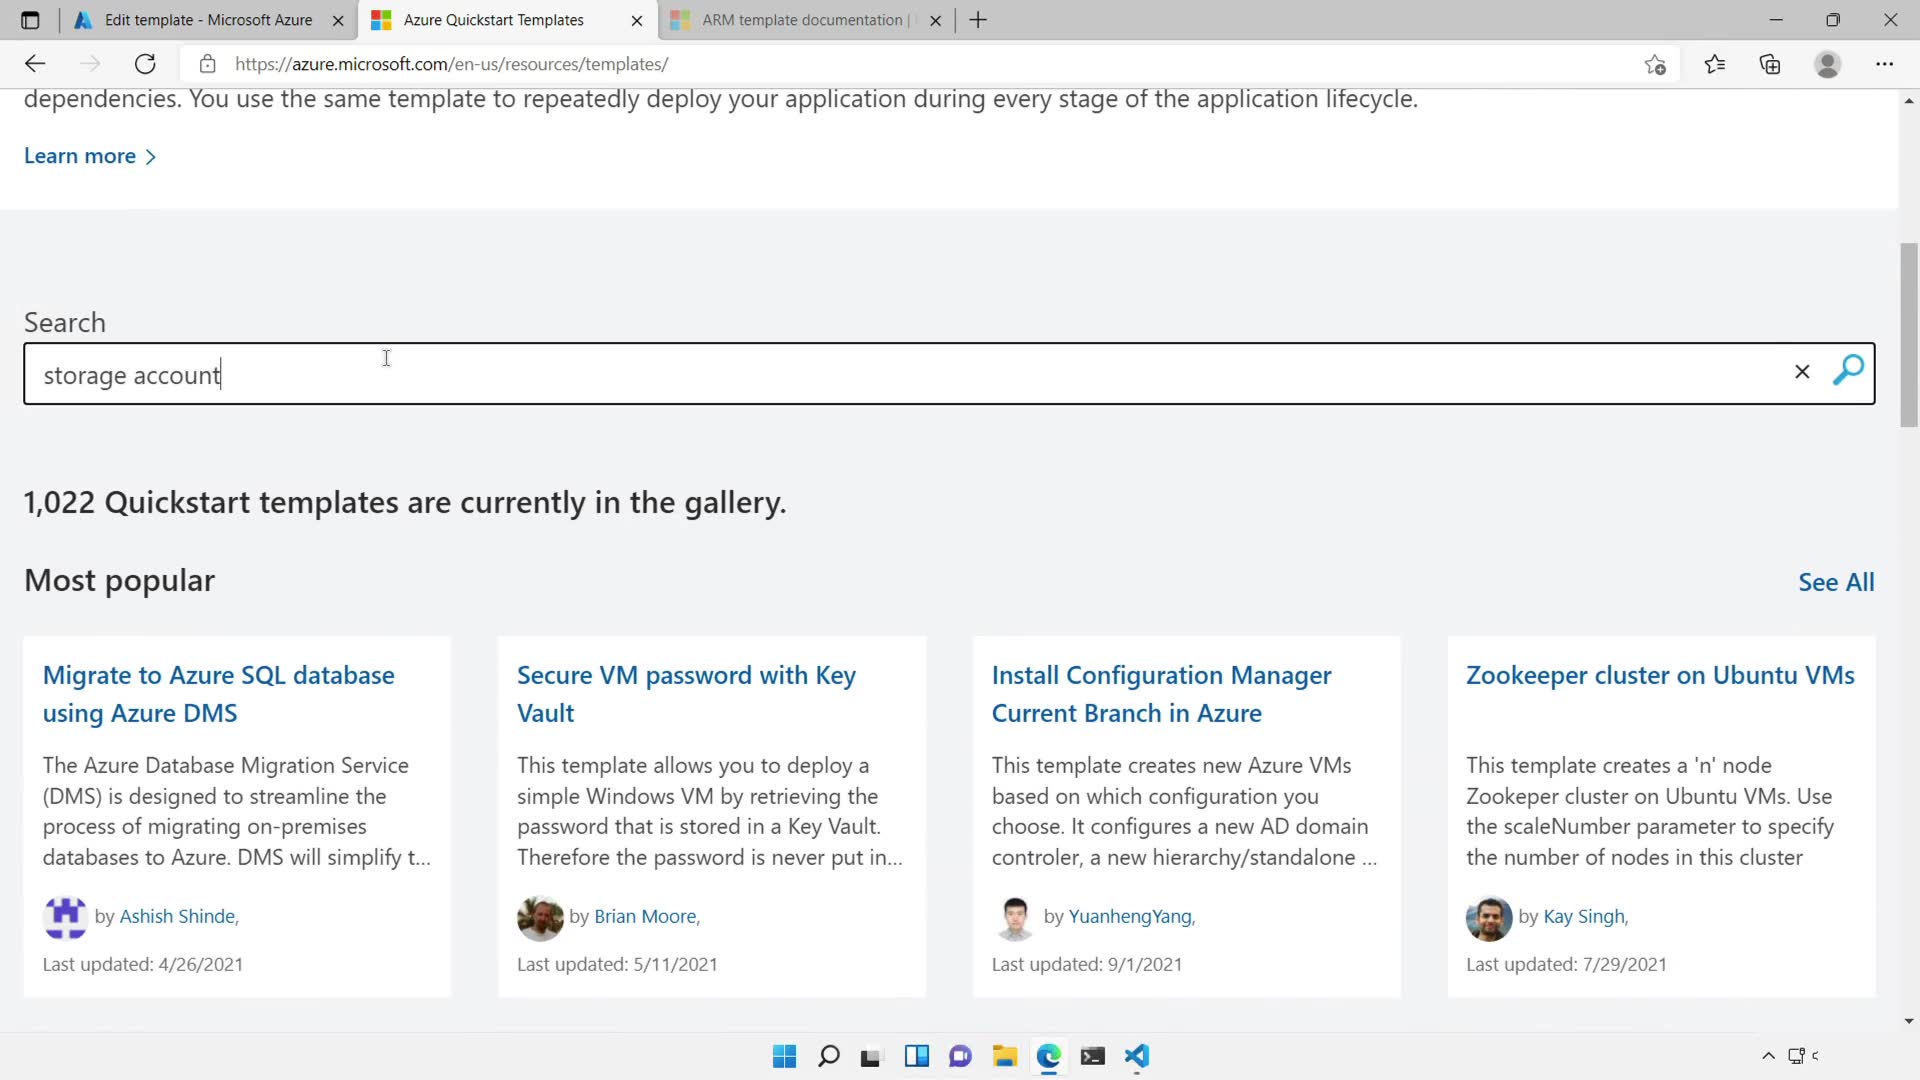 Edit template - Microsoft Azure
Azure Quickstart Templates
ARM template documentation |
https://azure.microsoft.com/en-us/resources/templates/
dependencies. You use the same template to repeatedly deploy your application during every stage of the application lifecycle.
Learn more
Search
storage account
1,022 Quickstart templates are currently in the gallery.
Most popular
See All
Migrate to Azure SQL database
using Azure DMS
The Azure Database Migration Service
(DMS) is designed to streamline the
process of migrating on-premises
databases to Azure. DMS will simplify t...
by Ashish Shinde,
Last updated: 4/26/2021
Secure VM password with Key
Vault
This template allows you to deploy a
simple Windows VM by retrieving the
password that is stored in a Key Vault.
Therefore the password is never put in...
by Brian Moore,
Last updated: 5/11/2021
Install Configuration Manager
Current Branch in Azure
This template creates new Azure VMs
based on which configuration you
choose. It configures a new AD domain
controler, a new hierarchy/standalone ...
by YuanhengYang,
Last updated: 9/1/2021
Zookeeper cluster on Ubuntu VMs
This template creates a 'n' node
Zookeper cluster on Ubuntu VMs. Use
the scaleNumber parameter to specify
the number of nodes in this cluster
by Kay Singh,
Last updated: 7/29/2021